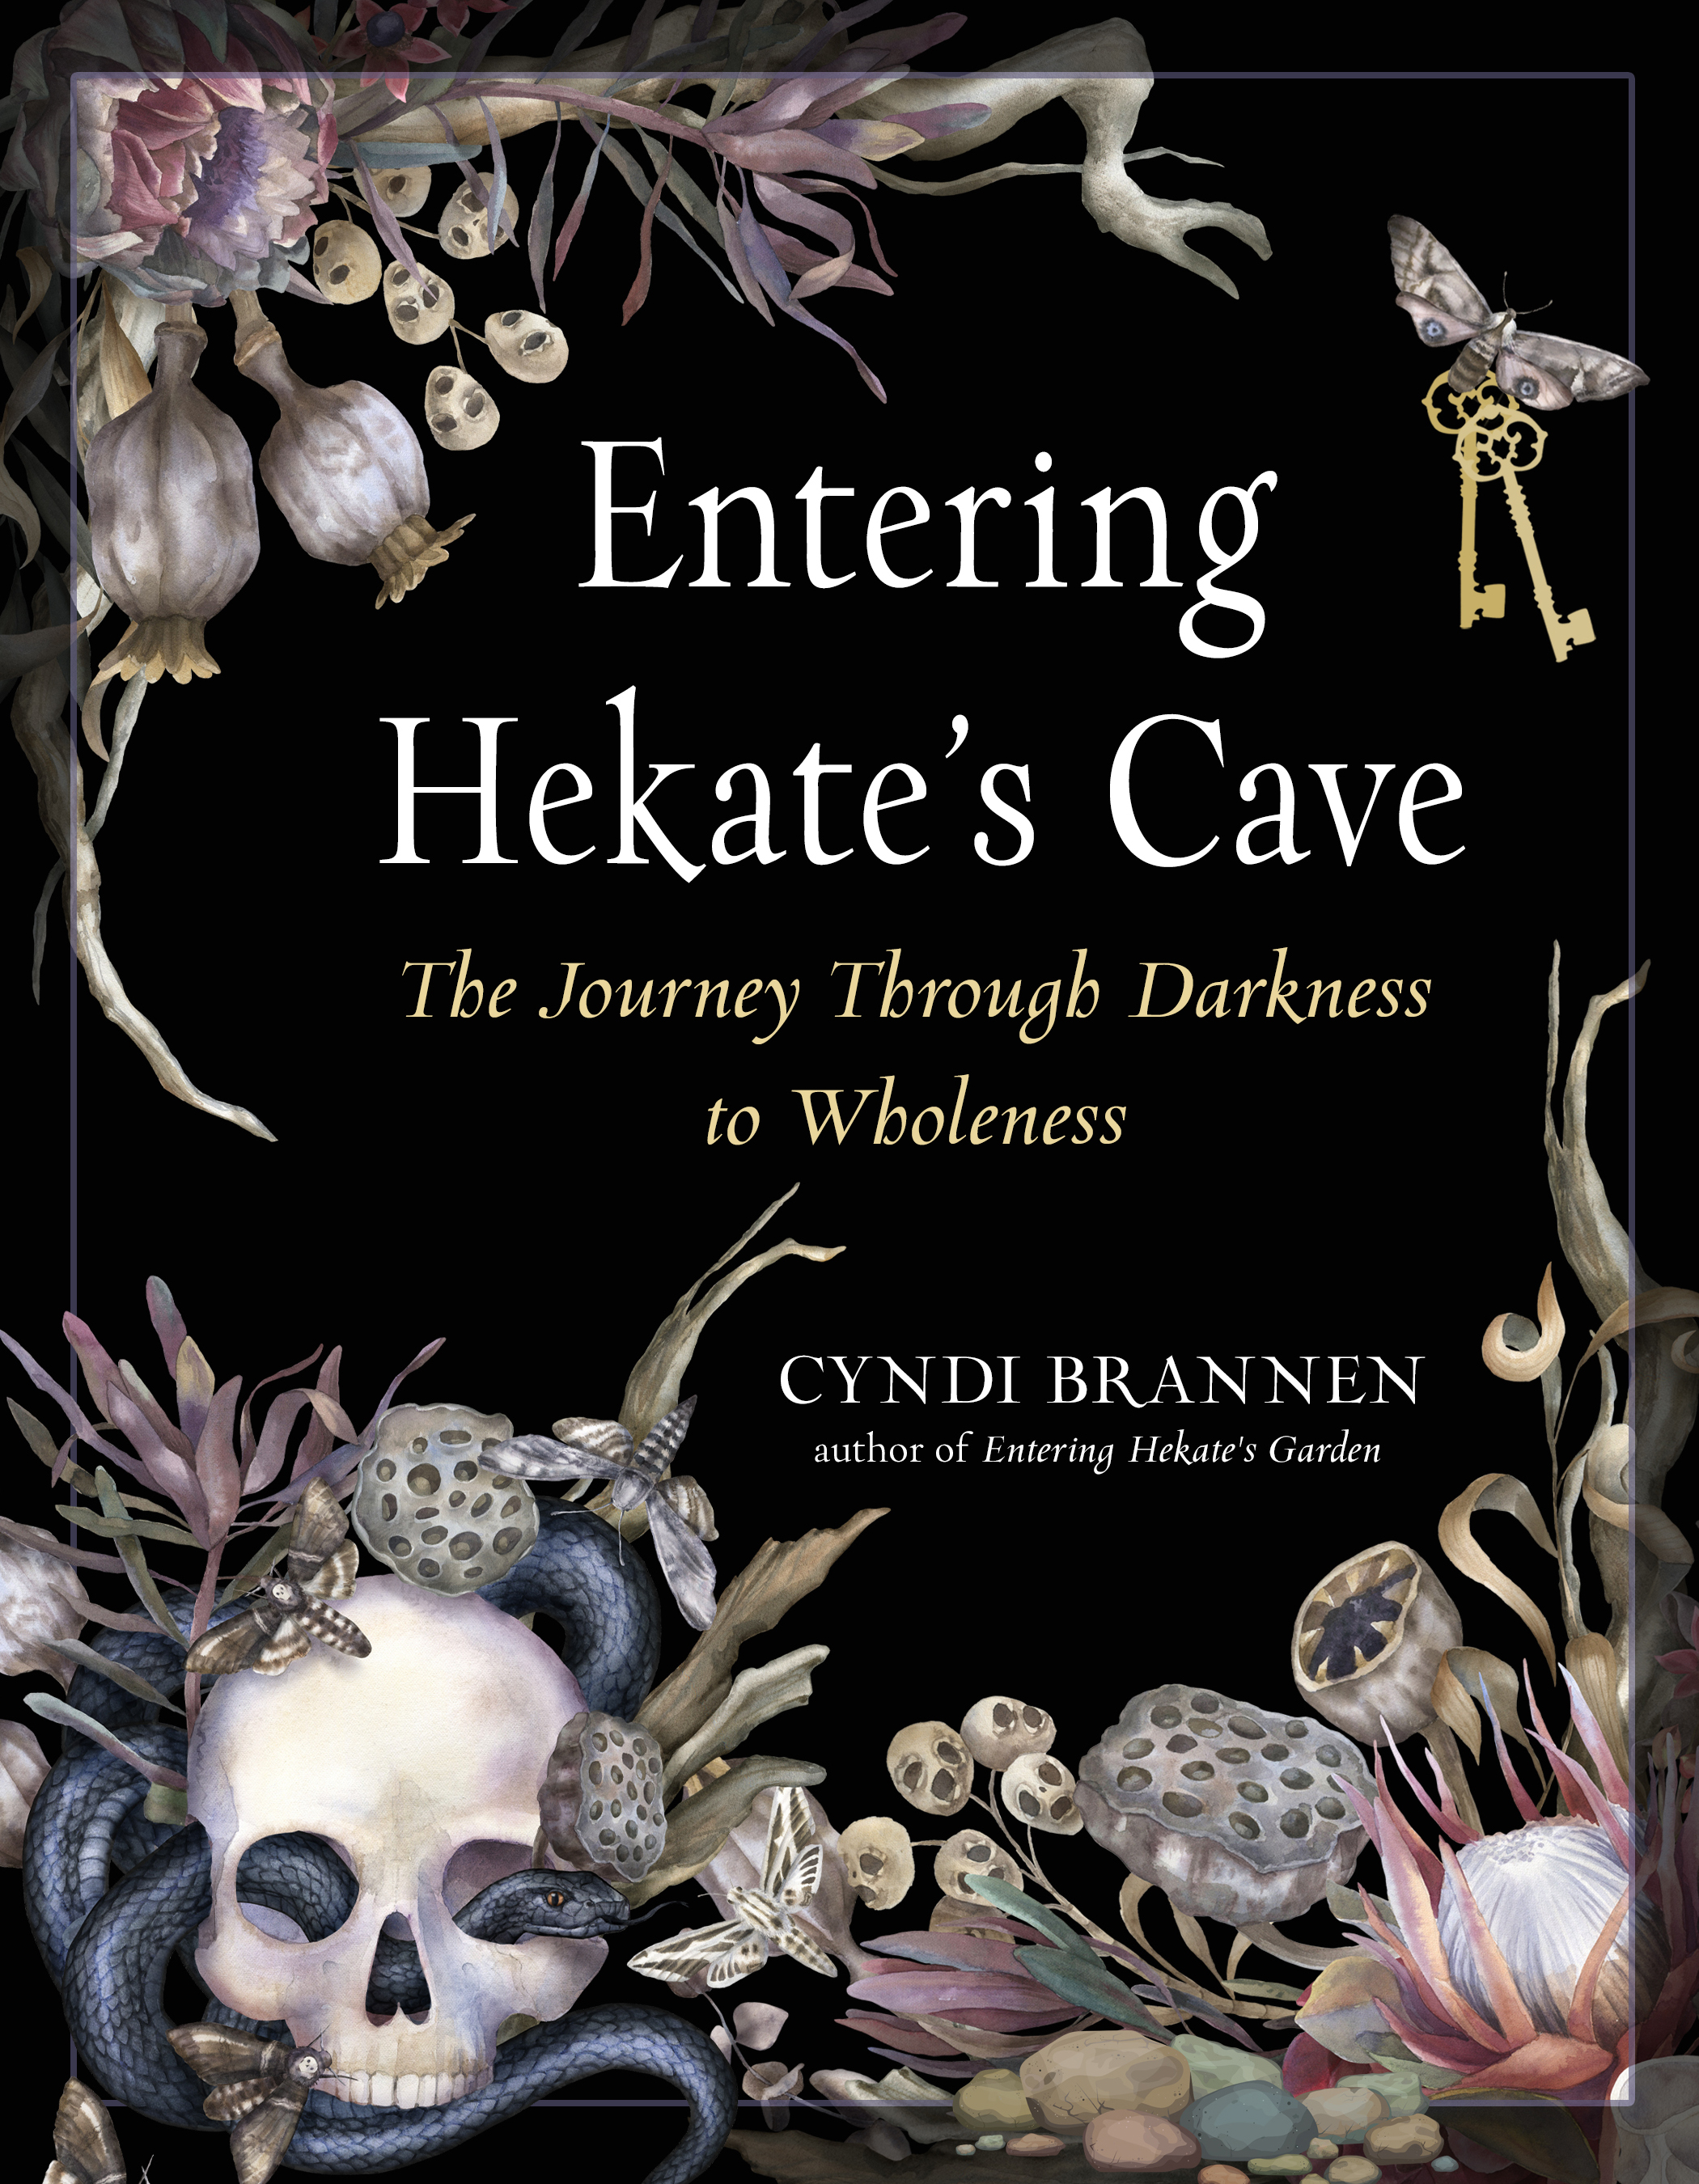 Entering
Hekate’s Cave
The Journey Through Darkness
to Wholeness
CYNDI BRANNEN
author of Entering Hekate's Garden